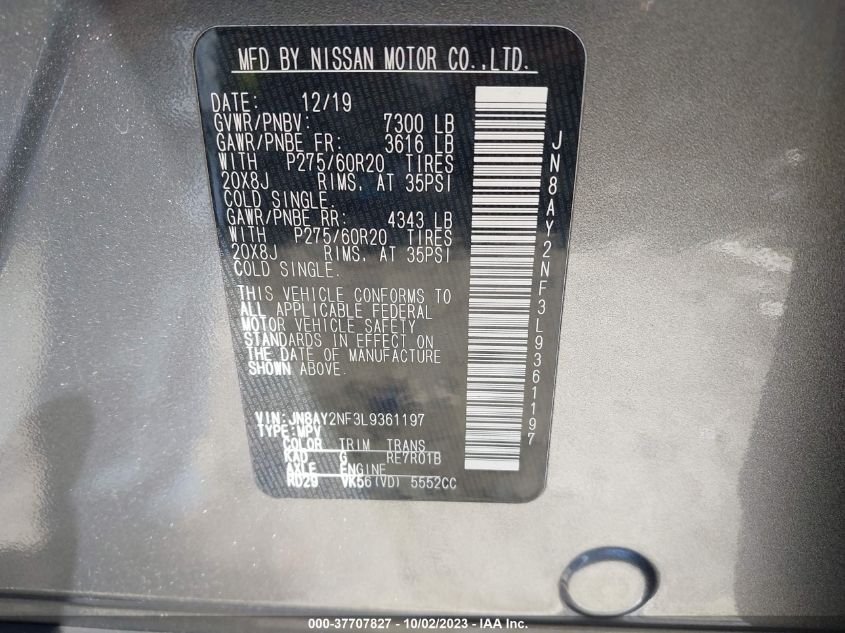 MFD BY NISSAN MOTOR CO.,LTD.
DATE: 12/19
GVWR/PNBV: 7300 LB
GAWR/PNBE FR: 3616 LB
WITH P275/60R20 TIRES
20X8J RIMS, AT 35PSI
COLD SINGLE.
GAWR/PNBE RR: 4343 LB
WITH P275/60R20 TIRES
20X8J RIMS, AT 35PSI
COLD SINGLE.
THIS VEHICLE CONFORMS TO
ALL APPLICABLE FEDERAL
MOTOR VEHICLE SAFETY
STANDARDS IN EFFECT ON
THE DATE OF MANUFACTURE
SHOWN ABOVE.
VIN: JN8AY2NF3L9361197
TYPE: MPV
COLOR TRIM TRANS
KAD G RE7R01B
AXLE ENGINE
RD29 VK56(VD) 5552CC
JN8AY2NF3L9361197
000-37707827 - 10/02/2023 - IAA Inc.